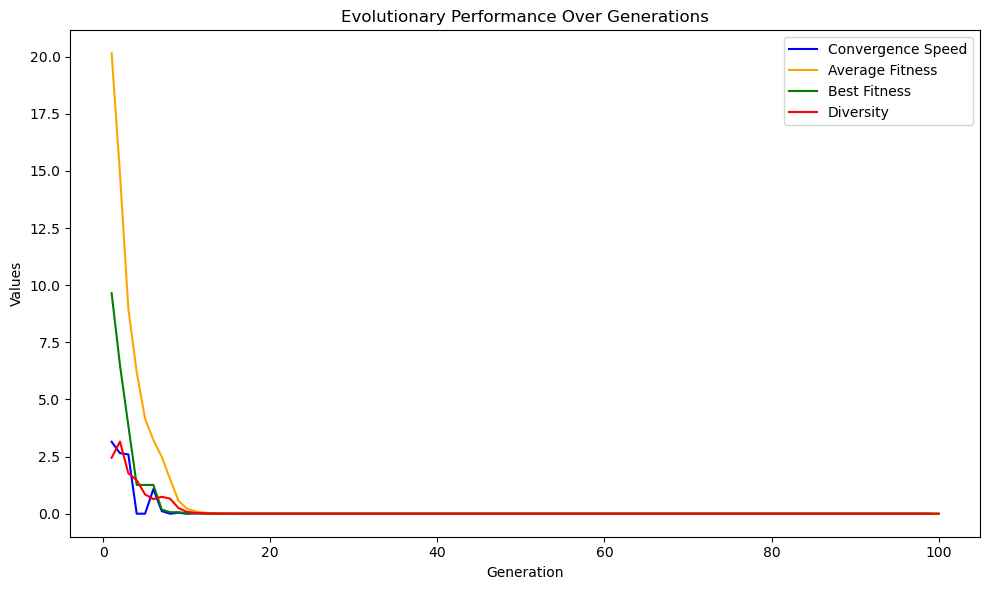 Evolutionary Performance Over Generations
Convergence Speed
Average Fitness
Best Fitness
Diversity
Values
20.0
17.5
15.0
12.5
10.0
7.5
5.0
2.5
0.0
0 20 40 60 80 100
Generation